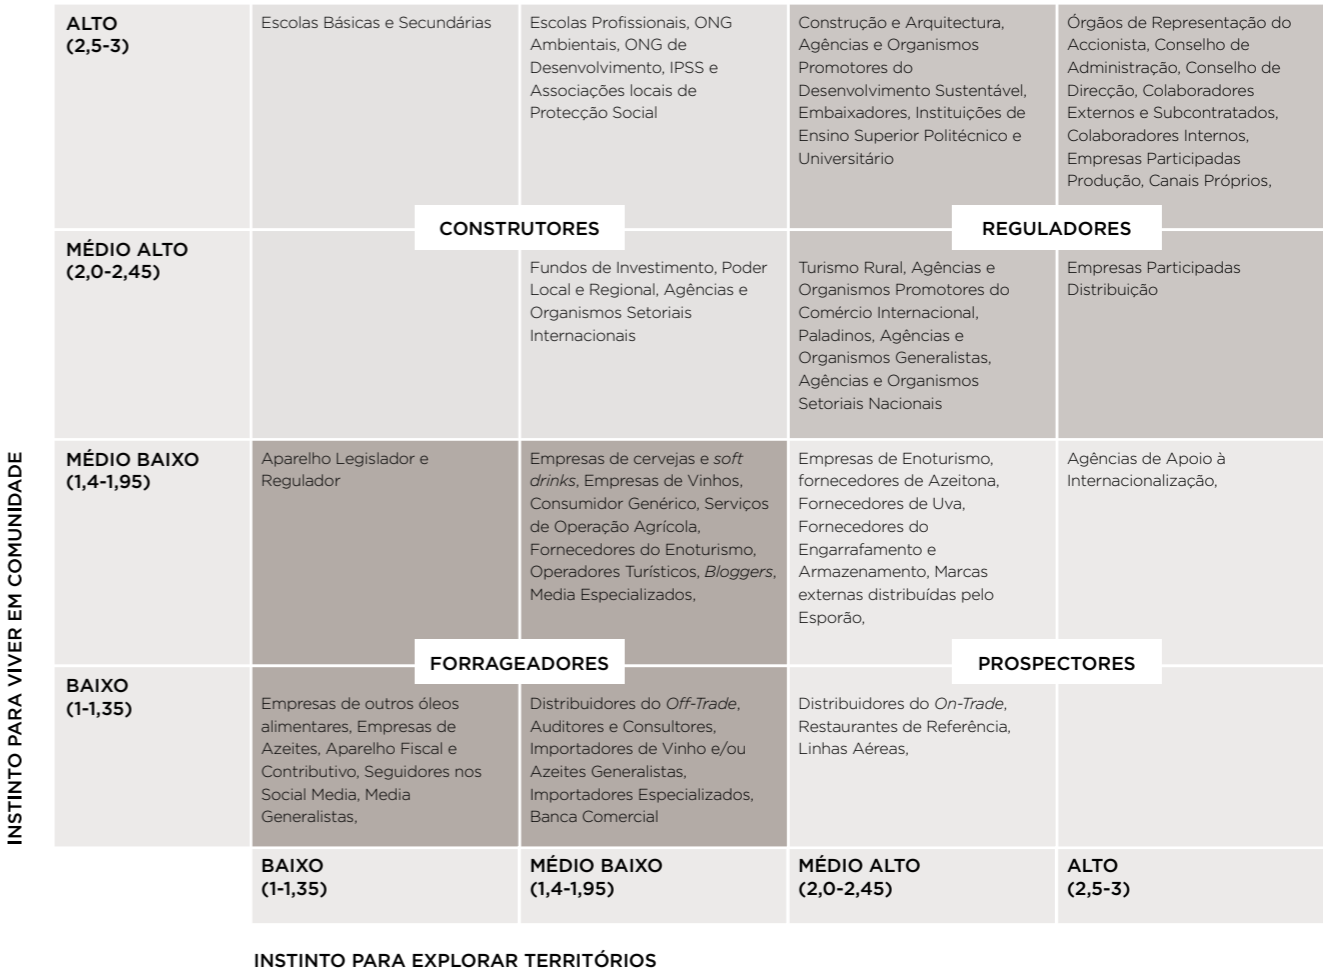 ALTO
(2,5-3)
Escolas Básicas e Secundárias
Escolas Profissionais, ONG
Ambientais, ONG de
Desenvolvimento, IPSS e
Associações locais de
Protecção Social
Construção e Arquitectura,
Agências e Organismos
Promotores do
Desenvolvimento Sustentável,
Embaixadores, Instituições de
Ensino Superior Politécnico e
Universitário
Órgãos de Representação do
Accionista, Conselho de
Administração, Conselho de
Direcção, Colaboradores
Externos e Subcontratados,
Colaboradores Internos,
Empresas Participadas
Produção, Canais Próprios,
CONSTRUTORES
REGULADORES
MÉDIO ALTO
(2,0-2,45)
Fundos de Investimento, Poder
Local e Regional, Agências e
Organismos Setoriais
Internacionais
Turismo Rural, Agências e
Organismos Promotores do
Comércio Internacional,
Paladinos, Agências e
Organismos Generalistas,
Agências e Organismos
Setoriais Nacionais
Empresas Participadas
Distribuição
MÉDIO BAIXO
(1,4-1,95)
Aparelho Legislador e
Regulador
Empresas de cervejas e soft
drinks, Empresas de Vinhos,
Consumidor Genérico, Serviços
de Operação Agrícola,
Fornecedores do Enoturismo,
Operadores Turísticos, Bloggers,
Media Especializados,
Empresas de Enoturismo,
fornecedores de Azeitona,
Fornecedores de Uva,
Fornecedores do
Engarrafamento e
Armazenamento, Marcas
externas distribuídas pelo
Esporão,
Agências de Apoio à
Internacionalização,
FORRAGEADORES
PROSPECTORES
BAIXO
(1-1,35)
Empresas de outros óleos
alimentares, Empresas de
Azeites, Aparelho Fiscal e
Contributivo, Seguidores nos
Social Media, Media
Generalistas,
Distribuidores do Off-Trade,
Auditores e Consultores,
Importadores de Vinho e/ou
Azeites Generalistas,
Importadores Especializados,
Banca Comercial
Distribuidores do On-Trade,
Restaurantes de Referência,
Linhas Aéreas,
BAIXO
(1-1,35)
MÉDIO BAIXO
(1,4-1,95)
MÉDIO ALTO
(2,0-2,45)
ALTO
(2,5-3)
INSTINTO PARA VIVER EM COMUNIDADE
INSTINTO PARA EXPLORAR TERRITÓRIOS